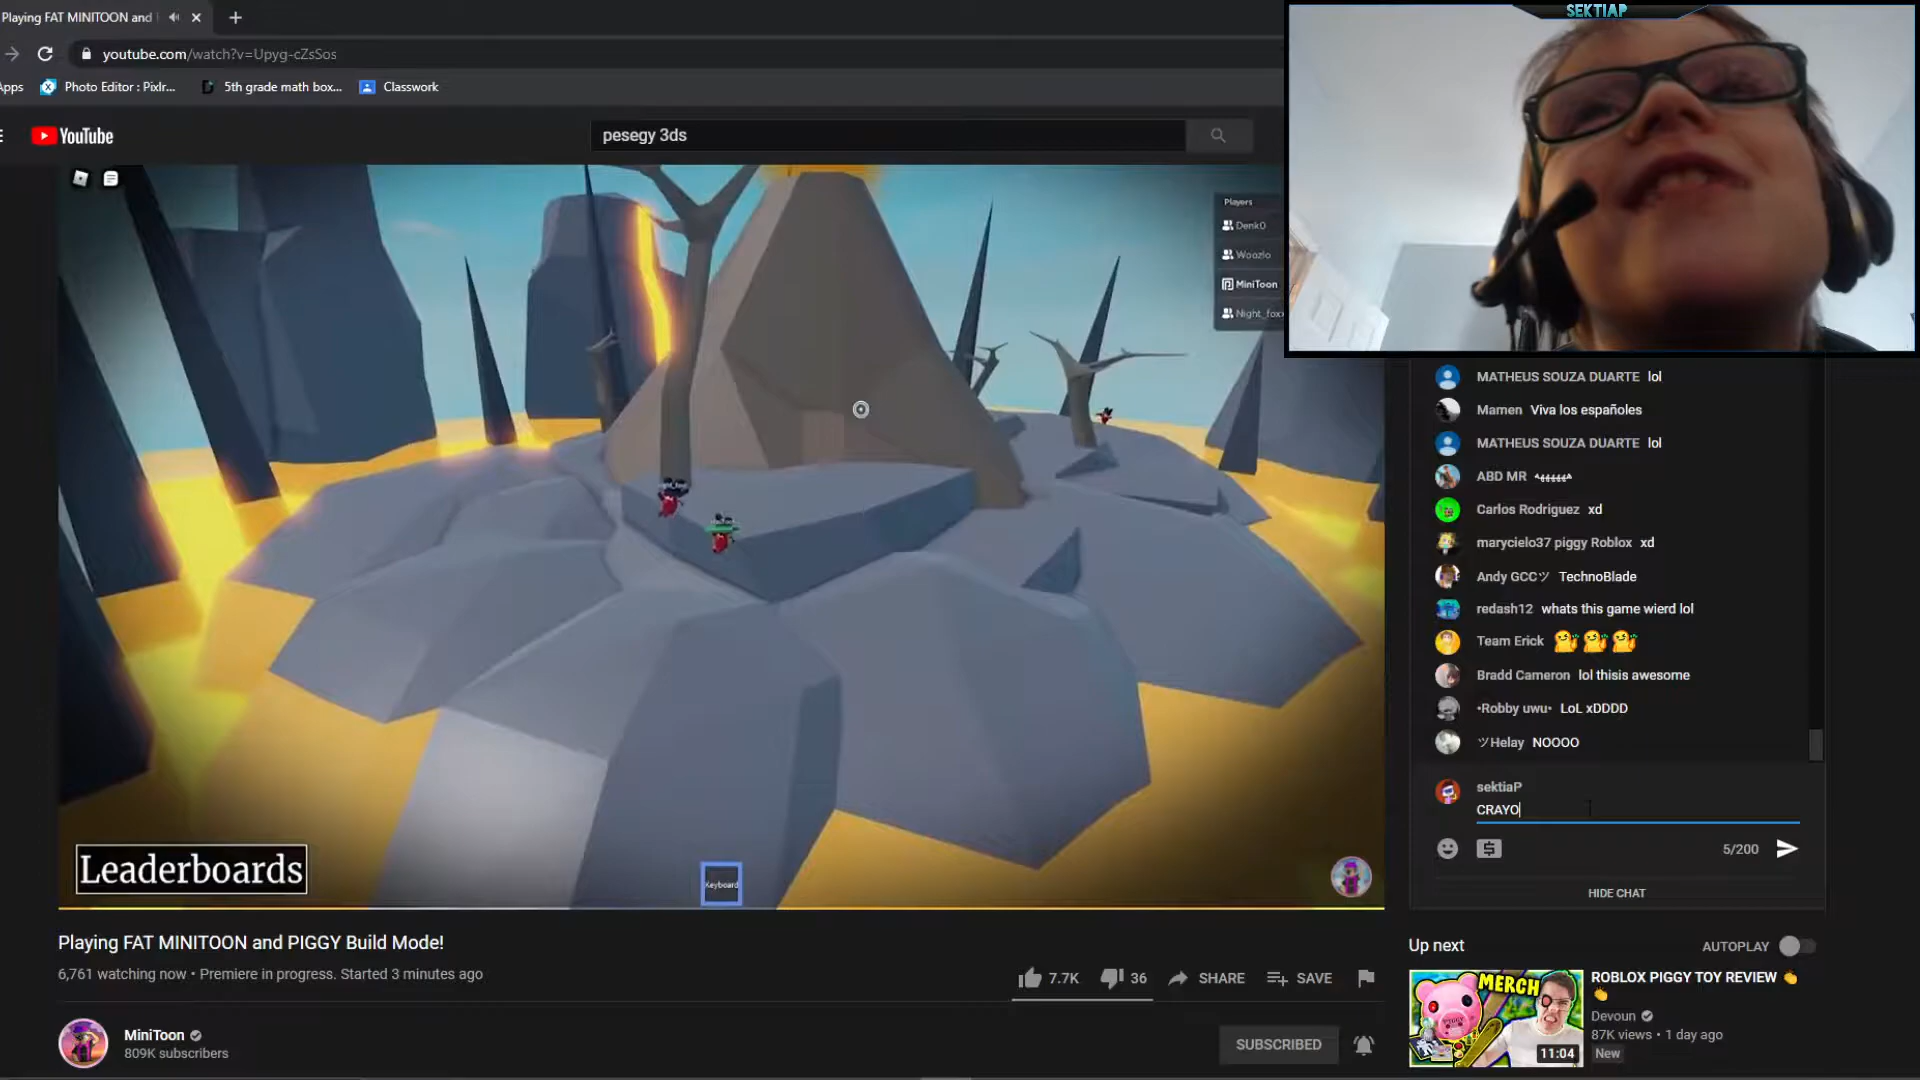 Playing FAT MINITOON and
SEKTIAP
youtube.com/watch?v=Upyg-cZsSos
Apps
Photo Editor : Pixlr...
5th grade math box...
Classwork
YouTube
pesegy 3ds
Players
Denk0
Woozlo
MiniToon
Night_foxx
MATHEUS SOUZA DUARTE lol
Mamen Viva los españoles
MATHEUS SOUZA DUARTE lol
ABD MR
Carlos Rodriguez xd
marycielo37 piggy Roblox xd
Andy GCCツ TechnoBlade
redash12 whats this game wierd lol
Team Erick
Bradd Cameron lol thisis awesome
•Robby uwu• LoL xDDDD
ツHelay NOOOO
sektiaP
CRAYO
5/200
HIDE CHAT
Leaderboards
Keyboard
Playing FAT MINITOON and PIGGY Build Mode!
6,761 watching now • Premiere in progress. Started 3 minutes ago
7.7K
36
SHARE
SAVE
MiniToon
809K subscribers
SUBSCRIBED
Up next
AUTOPLAY
MERCH
11:04
ROBLOX PIGGY TOY REVIEW 👏
👏
Devoun
87K views • 1 day ago
New